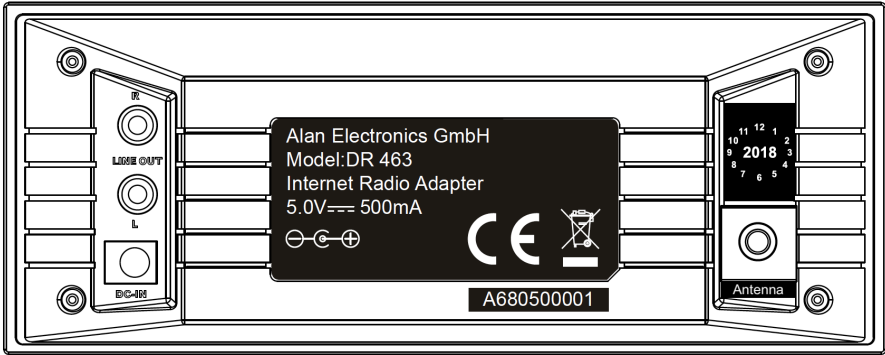 R
LINE OUT
L
DC-IN
Alan Electronics GmbH
Model:DR 463
Internet Radio Adapter
5.0V⎓ 500mA
CE
A680500001
12
11 1
10 2
9 2018 3
8 4
7 5
6
Antenna